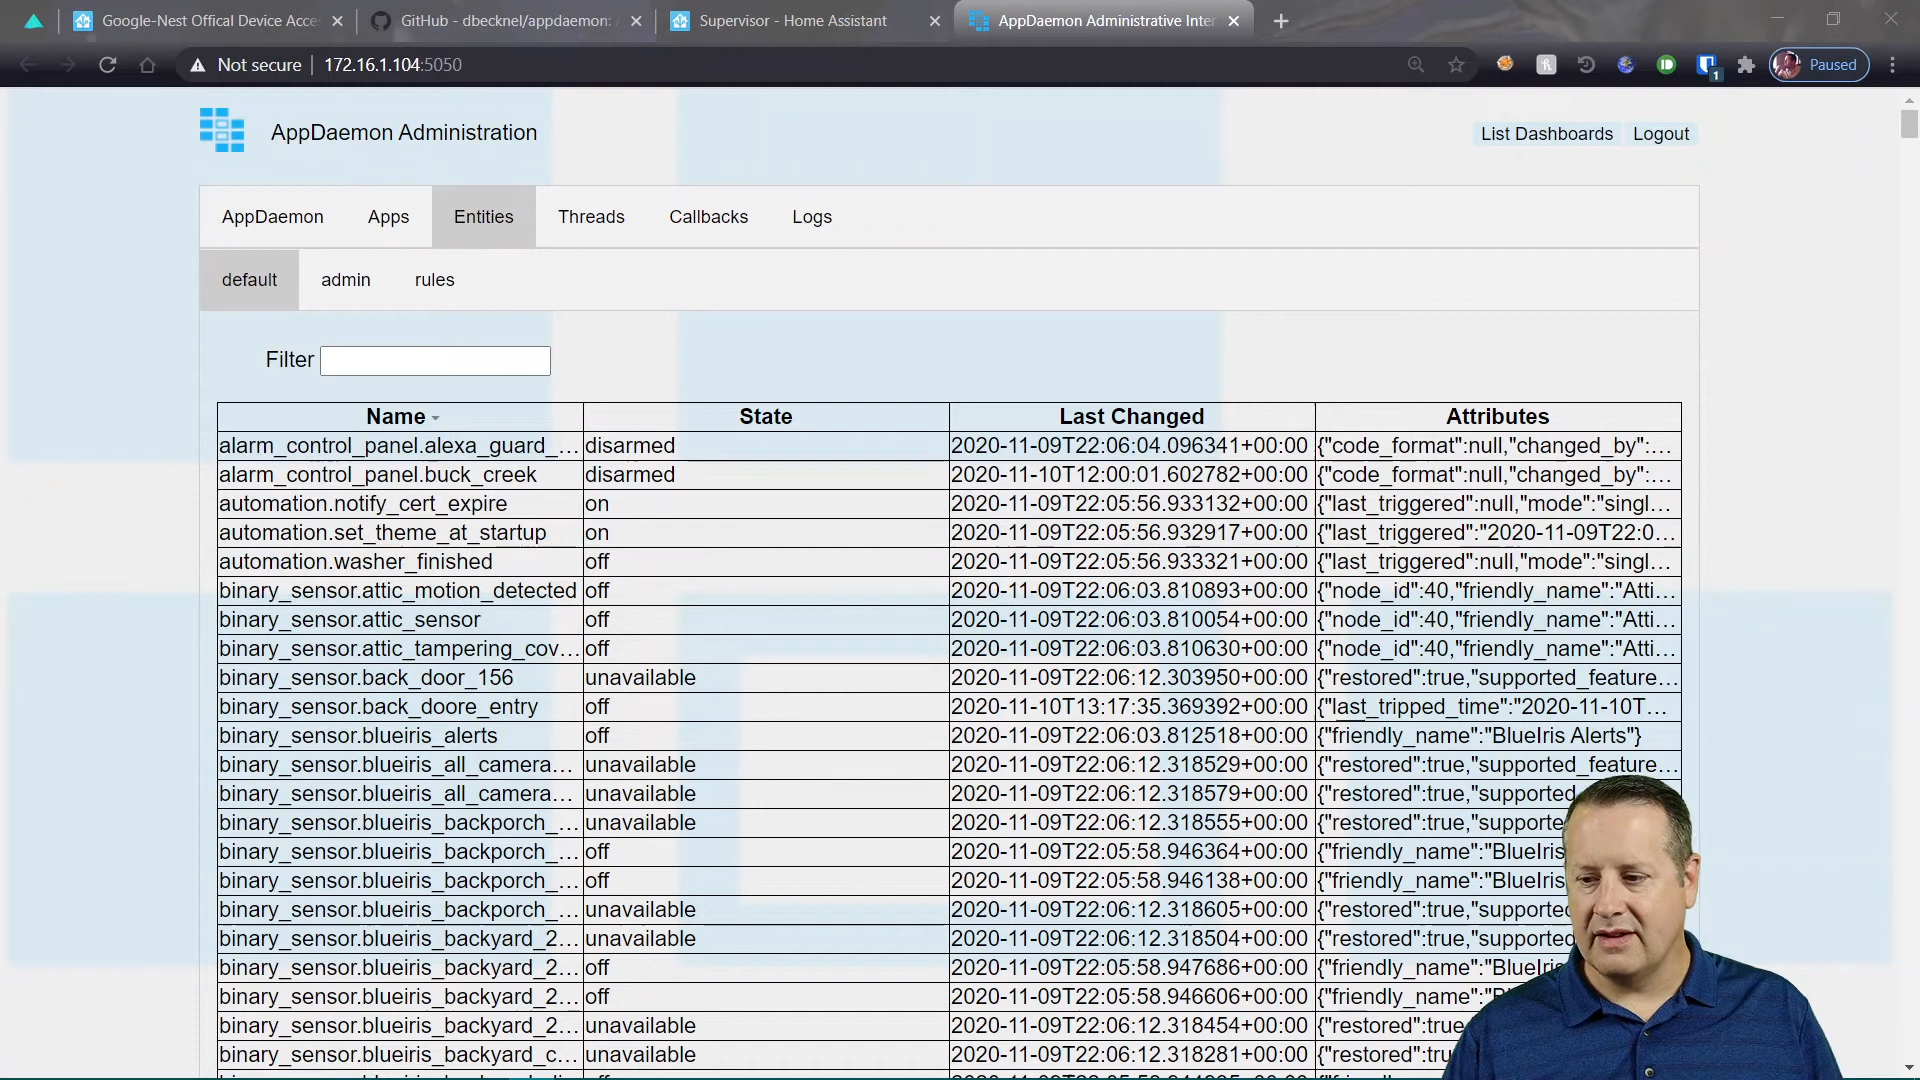 Google-Nest Offical Device Acce
GitHub - dbecknel/appdaemon:
Supervisor - Home Assistant
AppDaemon Administrative Inter
Not secure
172.16.1.104:5050
1
Paused
AppDaemon Administration
List Dashboards
Logout
AppDaemon
Apps
Entities
Threads
Callbacks
Logs
default
admin
rules
Filter
Name State Last Changed Attributes
alarm_control_panel.alexa_guard_... disarmed 2020-11-09T22:06:04.096341+00:00 {"code_format":null,"changed_by":...
alarm_control_panel.buck_creek disarmed 2020-11-10T12:00:01.602782+00:00 {"code_format":null,"changed_by":...
automation.notify_cert_expire on 2020-11-09T22:05:56.933132+00:00 {"last_triggered":null,"mode":"singl...
automation.set_theme_at_startup on 2020-11-09T22:05:56.932917+00:00 {"last_triggered":"2020-11-09T22:0...
automation.washer_finished off 2020-11-09T22:05:56.933321+00:00 {"last_triggered":null,"mode":"singl...
binary_sensor.attic_motion_detected off 2020-11-09T22:06:03.810893+00:00 {"node_id":40,"friendly_name":"Atti...
binary_sensor.attic_sensor off 2020-11-09T22:06:03.810054+00:00 {"node_id":40,"friendly_name":"Atti...
binary_sensor.attic_tampering_cov... off 2020-11-09T22:06:03.810630+00:00 {"node_id":40,"friendly_name":"Atti...
binary_sensor.back_door_156 unavailable 2020-11-09T22:06:12.303950+00:00 {"restored":true,"supported_feature...
binary_sensor.back_doore_entry off 2020-11-10T13:17:35.369392+00:00 {"last_tripped_time":"2020-11-10T...
binary_sensor.blueiris_alerts off 2020-11-09T22:06:03.812518+00:00 {"friendly_name":"BlueIris Alerts"}
binary_sensor.blueiris_all_camera... unavailable 2020-11-09T22:06:12.318529+00:00 {"restored":true,"supported_feature...
binary_sensor.blueiris_all_camera... unavailable 2020-11-09T22:06:12.318579+00:00 {"restored":true,"supported
binary_sensor.blueiris_backporch_... unavailable 2020-11-09T22:06:12.318555+00:00 {"restored":true,"supporte
binary_sensor.blueiris_backporch_... off 2020-11-09T22:05:58.946364+00:00 {"friendly_name":"BlueIris
binary_sensor.blueiris_backporch_... off 2020-11-09T22:05:58.946138+00:00 {"friendly_name":"BlueIris
binary_sensor.blueiris_backporch_... unavailable 2020-11-09T22:06:12.318605+00:00 {"restored":true,"supported
binary_sensor.blueiris_backyard_2... unavailable 2020-11-09T22:06:12.318504+00:00 {"restored":true,"supported
binary_sensor.blueiris_backyard_2... off 2020-11-09T22:05:58.947686+00:00 {"friendly_name":"BlueIris
binary_sensor.blueiris_backyard_2... off 2020-11-09T22:05:58.946606+00:00 {"friendly_name":"
binary_sensor.blueiris_backyard_2... unavailable 2020-11-09T22:06:12.318454+00:00 {"restored":true
binary_sensor.blueiris_backyard_c... unavailable 2020-11-09T22:06:12.318281+00:00 {"restored":tru